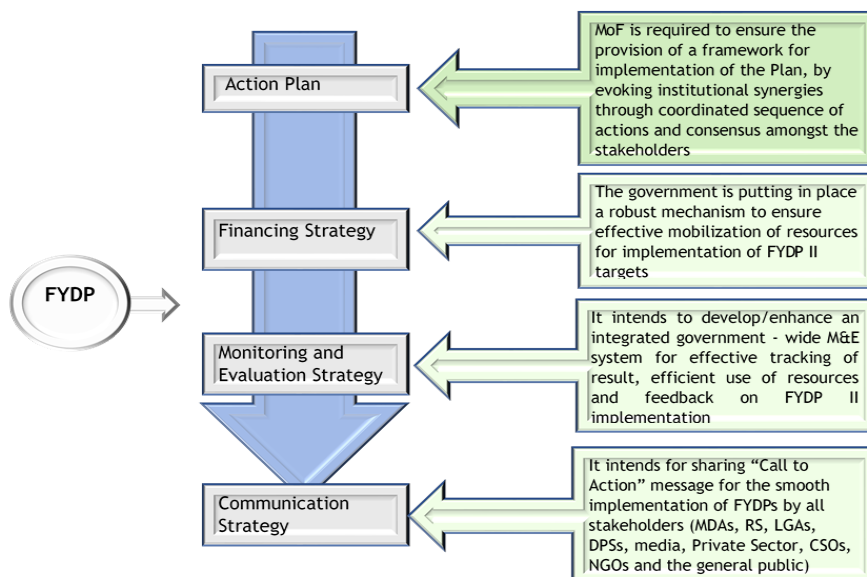 FYDP
Action Plan
MoF is required to ensure the
provision of a framework for
implementation of the Plan, by
evoking institutional synergies
through coordinated sequence of
actions and consensus amongst the
stakeholders
Financing Strategy
The government is putting in place
a robust mechanism to ensure
effective mobilization of resources
for implementation of FYDP II
targets
Monitoring and
Evaluation Strategy
It intends to develop/enhance an
integrated government - wide M&E
system for effective tracking of
result, efficient use of resources
and feedback on FYDP II
implementation
Communication
Strategy
It intends for sharing “Call to
Action” message for the smooth
implementation of FYDPs by all
stakeholders (MDAs, RS, LGAs,
DPSs, media, Private Sector, CSOs,
NGOs and the general public)